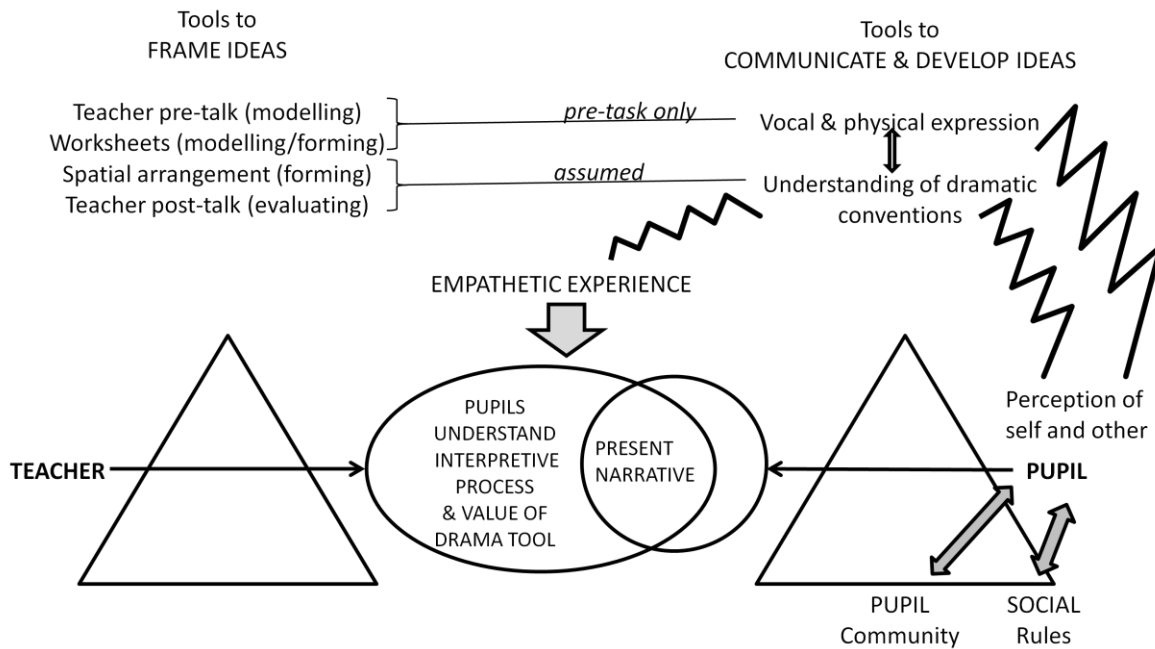 Tools to
FRAME IDEAS
Tools to
COMMUNICATE & DEVELOP IDEAS
Teacher pre-talk (modelling)
Worksheets (modelling/forming)
Spatial arrangement (forming)
Teacher post-talk (evaluating)
pre-task only
assumed
Vocal & physical expression
Understanding of dramatic
conventions
EMPATHETIC EXPERIENCE
PUPILS
UNDERSTAND
INTERPRETIVE
PROCESS
& VALUE OF
DRAMA TOOL
PRESENT
NARRATIVE
TEACHER
Perception of
self and other
PUPIL
PUPIL
Community
SOCIAL
Rules